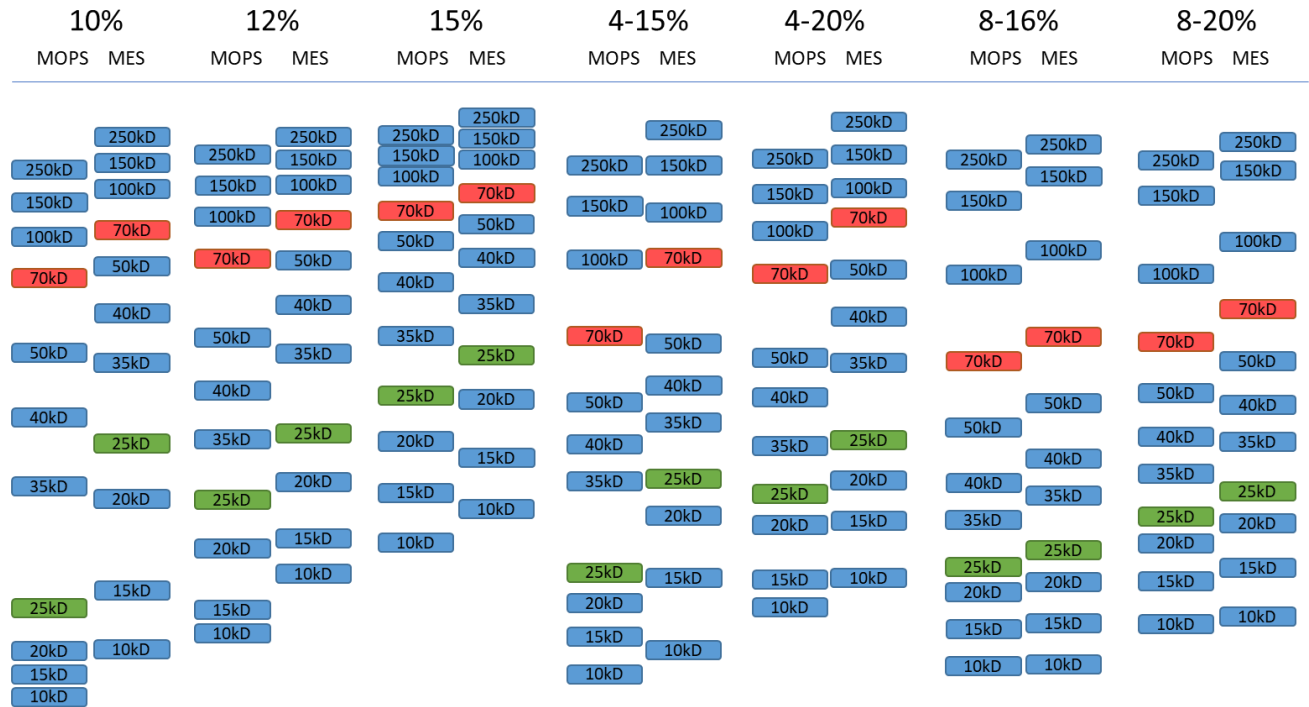 10% 12% 15% 4-15% 4-20% 8-16% 8-20%
MOPS MES MOPS MES MOPS MES MOPS MES MOPS MES MOPS MES MOPS MES
250kD
150kD
100kD
70kD
50kD
40kD
35kD
25kD
20kD
15kD
10kD
250kD
150kD
100kD
70kD
50kD
40kD
35kD
25kD
20kD
15kD
10kD
250kD
150kD
100kD
70kD
50kD
40kD
35kD
25kD
20kD
15kD
10kD
250kD
150kD
100kD
70kD
50kD
40kD
35kD
25kD
20kD
15kD
10kD
250kD
150kD
100kD
70kD
50kD
40kD
35kD
25kD
20kD
15kD
10kD
250kD
150kD
100kD
70kD
50kD
40kD
35kD
25kD
20kD
15kD
10kD
250kD
150kD
100kD
70kD
50kD
40kD
35kD
25kD
20kD
15kD
10kD
250kD
150kD
100kD
70kD
50kD
40kD
35kD
25kD
20kD
15kD
10kD
250kD
150kD
100kD
70kD
50kD
40kD
35kD
25kD
20kD
15kD
10kD
250kD
150kD
100kD
70kD
50kD
40kD
35kD
25kD
20kD
15kD
10kD
250kD
150kD
100kD
70kD
50kD
40kD
35kD
25kD
20kD
15kD
10kD
250kD
150kD
100kD
70kD
50kD
40kD
35kD
25kD
20kD
15kD
10kD
250kD
150kD
100kD
70kD
50kD
40kD
35kD
25kD
20kD
15kD
10kD
250kD
150kD
100kD
70kD
50kD
40kD
35kD
25kD
20kD
15kD
10kD